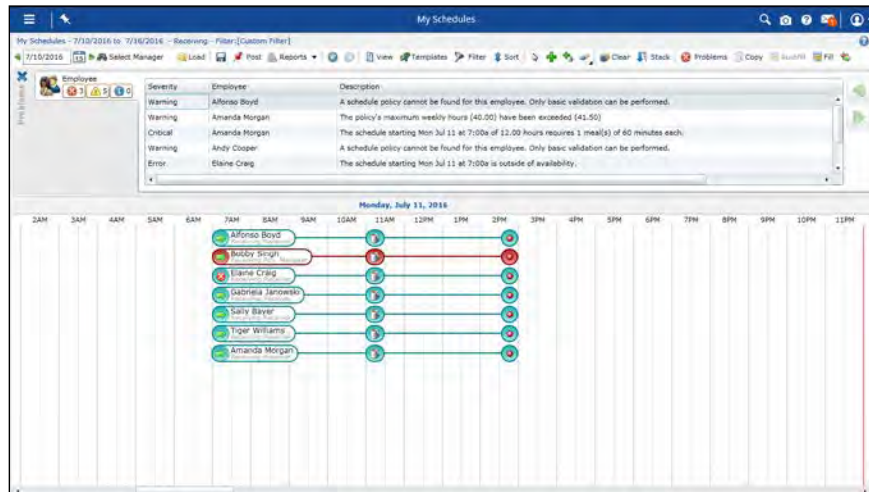 My Schedules
My Schedules - 7/10/2016 to 7/16/2016 - Receiving - Filter:[Custom Filter]
7/10/2016 15 Select Manager Load Post Reports View Templates Filter Sort Clear Stack Problems Copy Fill
Problems
Employee
3 5 0
Severity Employee Description
Warning Alfonso Boyd A schedule policy cannot be found for this employee. Only basic validation can be performed.
Warning Amanda Morgan The policy's maximum weekly hours (40.00) have been exceeded (41.50)
Critical Amanda Morgan The schedule starting Mon Jul 11 at 7:00a of 12.00 hours requires 1 meal(s) of 60 minutes each.
Warning Andy Cooper A schedule policy cannot be found for this employee. Only basic validation can be performed.
Error Elaine Craig The schedule starting Mon Jul 11 at 7:00a is outside of availability.
Monday, July 11, 2016
2AM 3AM 4AM 5AM 6AM 7AM 8AM 9AM 10AM 11AM 12PM 1PM 2PM 3PM 4PM 5PM 6PM 7PM 8PM 9PM 10PM 11PM
Alfonso Boyd
Bobby Singh
Elaine Craig
Gabriela Janowski
Sally Bayer
Tiger Williams
Amanda Morgan